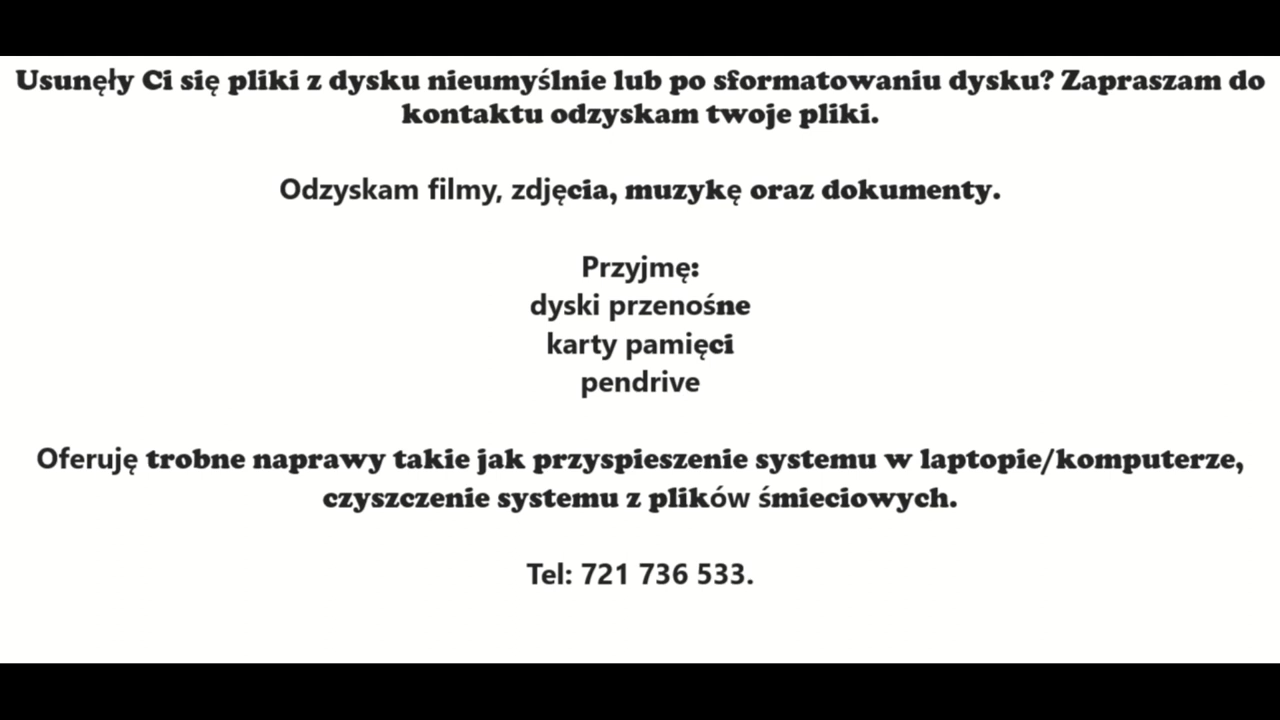 Usunęły Ci się pliki z dysku nieumyślnie lub po sformatowaniu dysku? Zapraszam do
kontaktu odzyskam twoje pliki.
Odzyskam filmy, zdjęcia, muzykę oraz dokumenty.
Przyjmę:
dyski przenośne
karty pamięci
pendrive
Oferuję trobne naprawy takie jak przyspieszenie systemu w laptopie/komputerze,
czyszczenie systemu z plików śmieciowych.
Tel: 721 736 533.